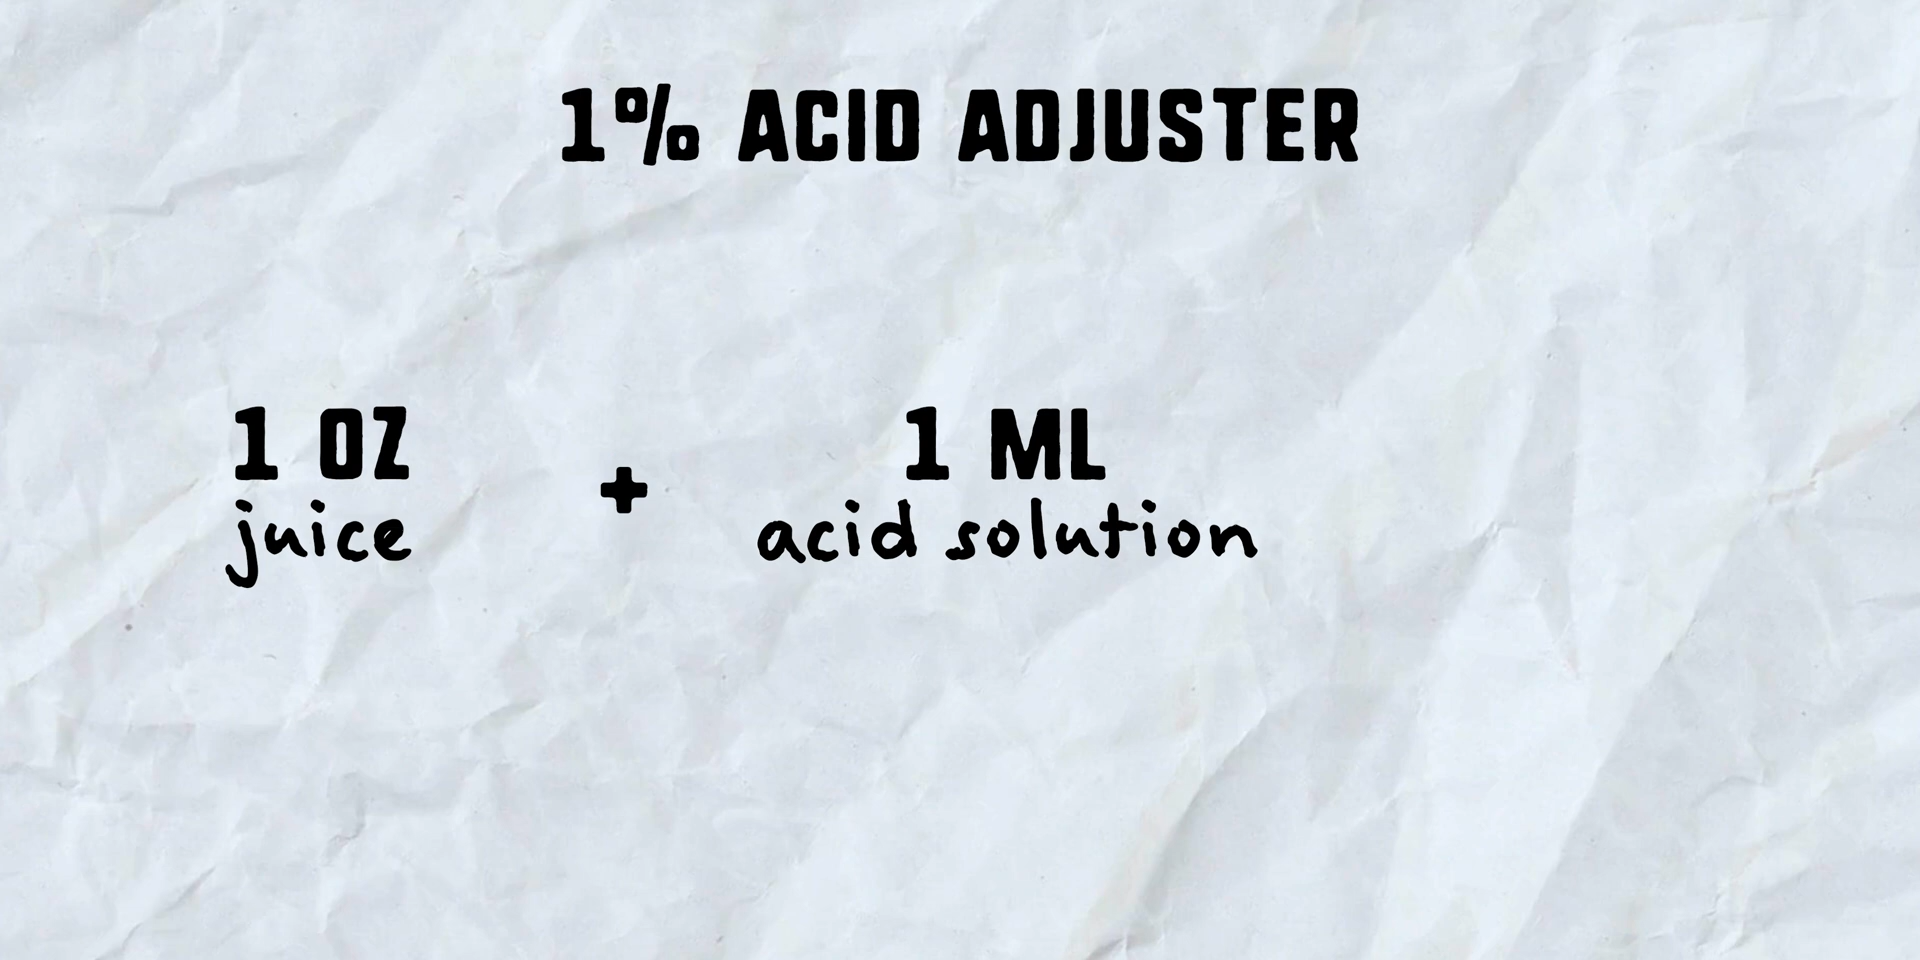 1% ACID ADJUSTER
1 OZ + 1 ML
juice acid solution